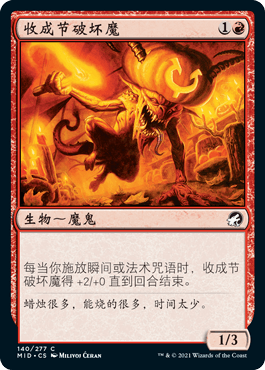 收成节破坏魔 1
生物～魔鬼
每当你施放瞬间或法术咒语时，收成节
破坏魔得 +2/+0 直到回合结束。
蜡烛很多，能烧的很多，时间太少。
1/3
140/277 C
MID • CS MILIVOJ ĆERAN
™ & © 2021 Wizards of the Coast